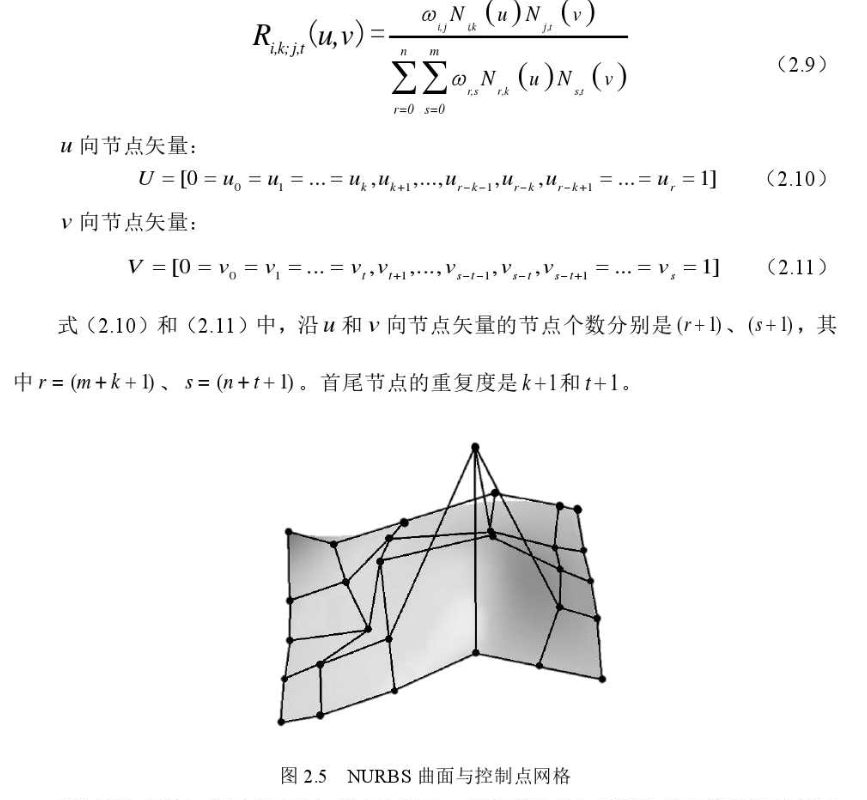 R_{i,k;j,t}(u,v) = \frac{ω_{i,j}N_{i,k}(u)N_{j,t}(v)}{\sum_{r=0}^{n}\sum_{s=0}^{m}ω_{r,s}N_{r,k}(u)N_{s,t}(v)} （2.9）
u 向节点矢量：
U = [0 = u_0 = u_1 = ... = u_k,u_{k+1},...,u_{r-k-1},u_{r-k},u_{r-k+1} = ... = u_r = 1] （2.10）
v 向节点矢量：
V = [0 = v_0 = v_1 = ... = v_t,v_{t+1},...,v_{s-t-1},v_{s-t},v_{s-t+1} = ... = v_s = 1] （2.11）
式（2.10）和（2.11）中，沿 u 和 v 向节点矢量的节点个数分别是 (r+1)、(s+1)，其
中 r = (m+k+1) 、 s = (n+t+1) 。首尾节点的重复度是 k+1和 t+1。
图 2.5 NURBS 曲面与控制点网格